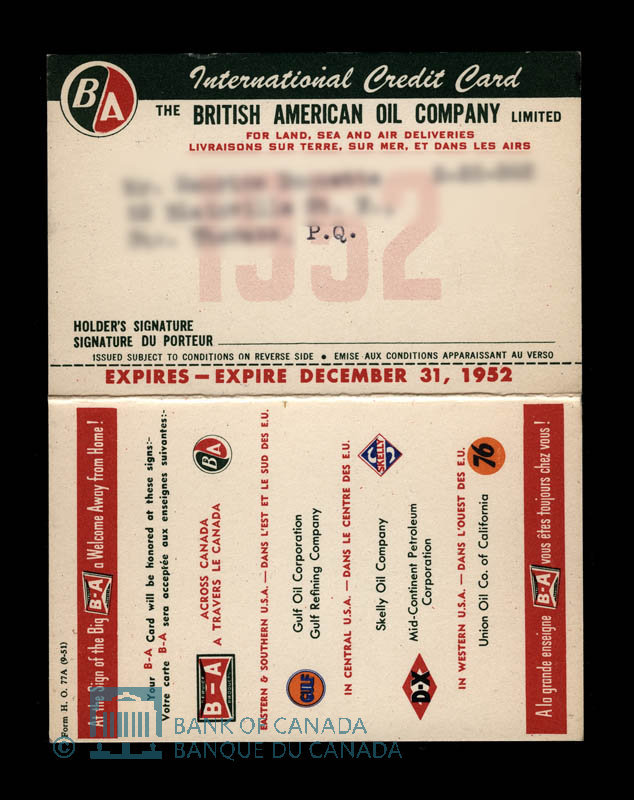 BA
International Credit Card
THE BRITISH AMERICAN OIL COMPANY LIMITED
FOR LAND, SEA AND AIR DELIVERIES
LIVRAISONS SUR TERRE, SUR MER, ET DANS LES AIRS
1952
P.Q.
HOLDER'S SIGNATURE
SIGNATURE DU PORTEUR
ISSUED SUBJECT TO CONDITIONS ON REVERSE SIDE • EMISE AUX CONDITIONS APPARAISSANT AU VERSO
EXPIRES — EXPIRE DECEMBER 31, 1952
Form H. O. 77A (9-51)
At the Sign of the Big B-A a Welcome Away from Home!
Your B-A Card will be honored at these signs:-
Votre carte B-A sera acceptée aux enseignes suivantes:-
B-A
BA
ACROSS CANADA
A TRAVERS LE CANADA
EASTERN & SOUTHERN U.S.A. — DANS L'EST ET LE SUD DES E.U.
GULF
Gulf Oil Corporation
Gulf Refining Company
IN CENTRAL U.S.A. — DANS LE CENTRE DES E.U.
SKELLY
S
Skelly Oil Company
D-X
Mid-Continent Petroleum
Corporation
IN WESTERN U.S.A. — DANS L'OUEST DES E.U.
76
Union Oil Co. of California
A la grande enseigne B-A vous êtes toujours chez vous!
© BANK OF CANADA
BANQUE DU CANADA